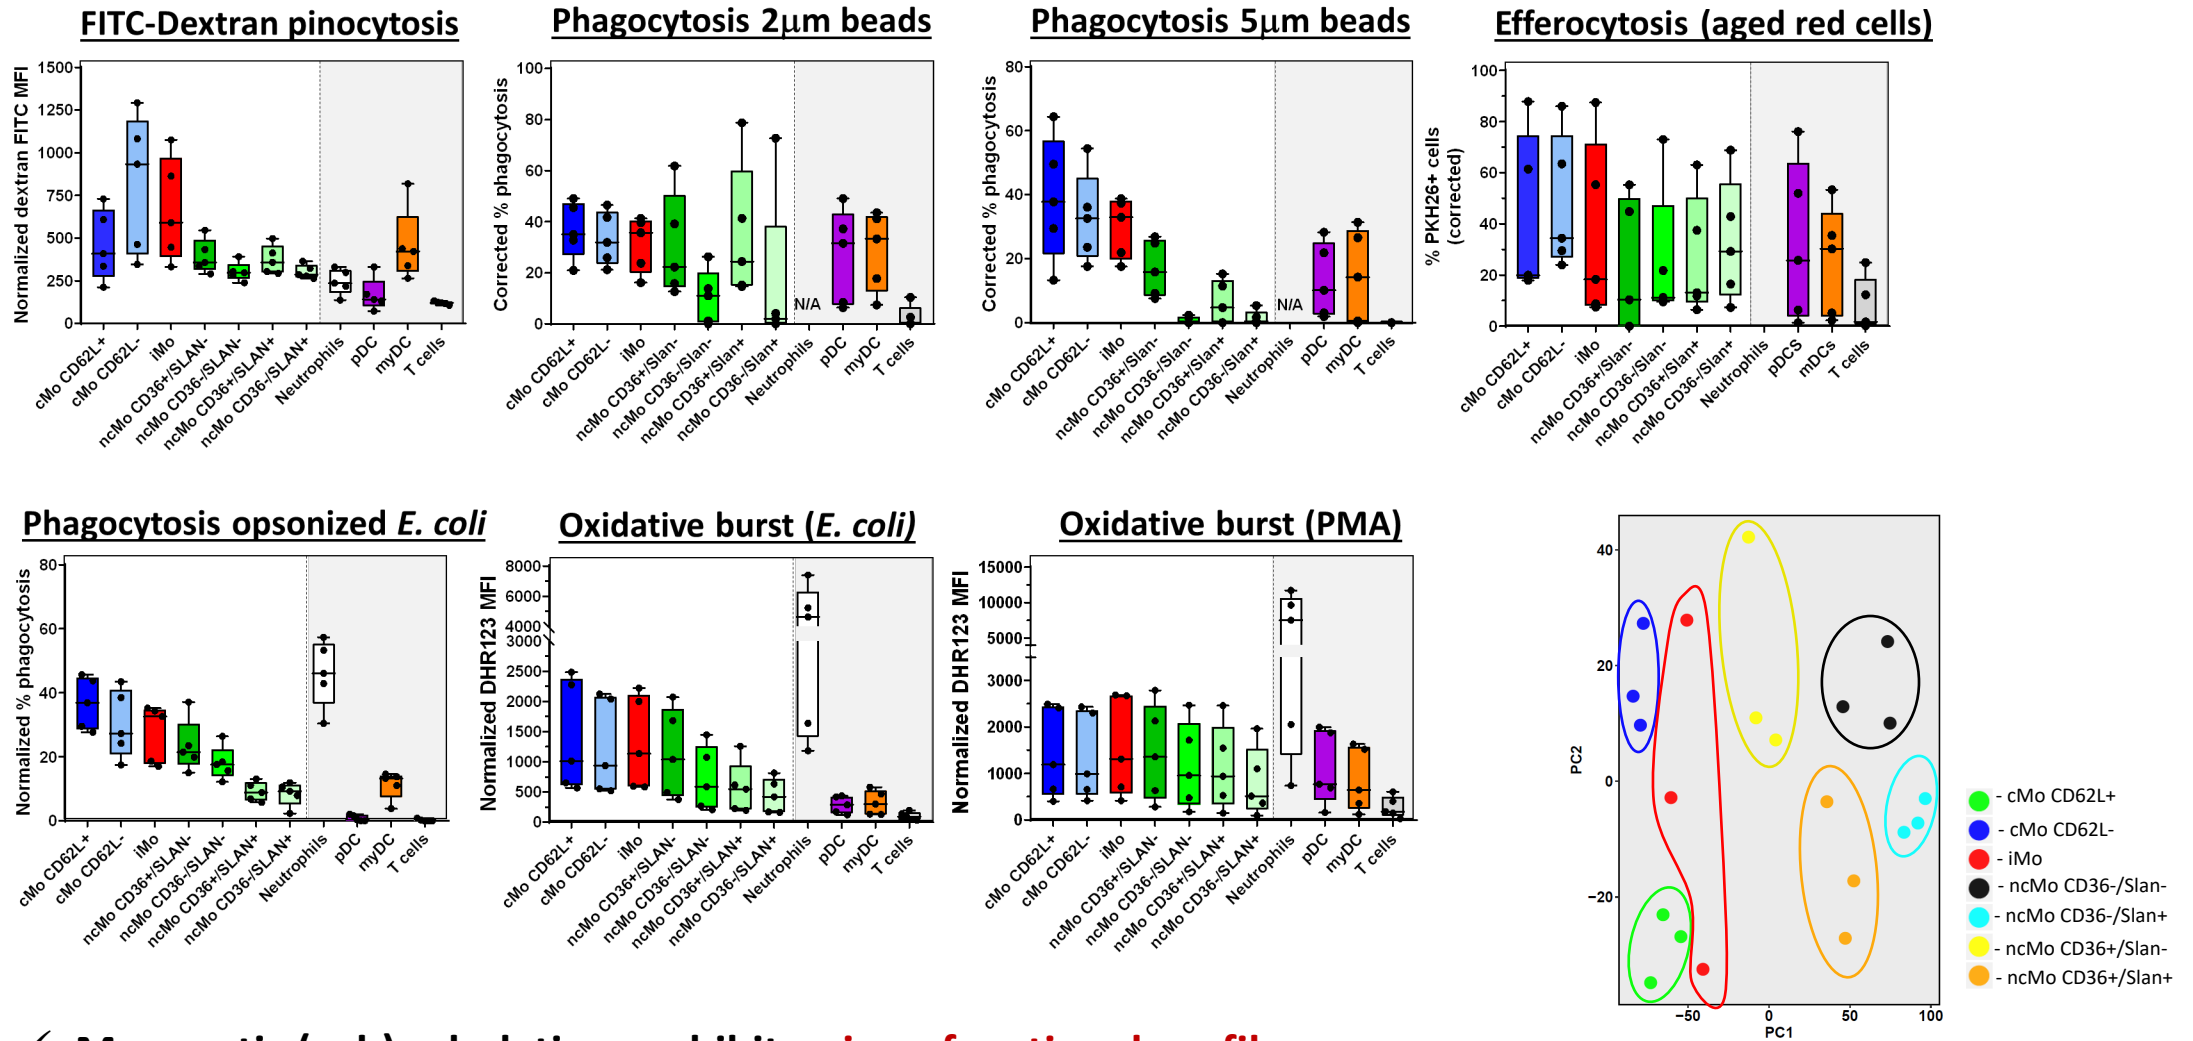 FITC-Dextran pinocytosis
Normalized dextran FITC MFI
1500
1250
1000
750
500
250
0
cMo CD62L+
cMo CD62L-
iMo
ncMo CD36+/SLAN-
ncMo CD36-/SLAN-
ncMo CD36+/SLAN+
ncMo CD36-/SLAN+
Neutrophils
pDC
myDC
T cells
Phagocytosis 2μm beads
Corrected % phagocytosis
100
80
60
40
20
0
N/A
cMo CD62L+
cMo CD62L-
iMo
ncMo CD36+/Slan-
ncMo CD36-/Slan-
ncMo CD36+/Slan+
ncMo CD36-/Slan+
Neutrophils
pDC
myDC
T cells
Phagocytosis 5μm beads
Corrected % phagocytosis
80
60
40
20
0
N/A
cMo CD62L+
cMo CD62L-
iMo
ncMo CD36+/Slan-
ncMo CD36-/Slan-
ncMo CD36+/Slan+
ncMo CD36-/Slan+
Neutrophils
pDC
myDC
T cells
Efferocytosis (aged red cells)
% PKH26+ cells
(corrected)
100
80
60
40
20
0
cMo CD62L+
cMo CD62L-
iMo
ncMo CD36+/Slan-
ncMo CD36-/Slan-
ncMo CD36+/Slan+
ncMo CD36-/Slan+
Neutrophils
pDCS
mDCs
T cells
Phagocytosis opsonized E. coli
Normalized % phagocytosis
80
60
40
20
0
cMo CD62L+
cMo CD62L-
iMo
ncMo CD36+/SLAN-
ncMo CD36-/SLAN-
ncMo CD36+/SLAN+
ncMo CD36-/SLAN+
Neutrophils
pDC
myDC
T cells
Oxidative burst (E. coli)
Normalized DHR123 MFI
8000
6000
4000
3000
2500
2000
1500
1000
500
0
cMo CD62L+
cMo CD62L-
iMo
ncMo CD36+/SLAN-
ncMo CD36-/SLAN-
ncMo CD36+/SLAN+
ncMo CD36-/SLAN+
Neutrophils
pDC
myDC
T cells
Oxidative burst (PMA)
Normalized DHR123 MFI
15000
10000
5000
3000
2000
1000
0
cMo CD62L+
cMo CD62L-
iMo
ncMo CD36+/SLAN-
ncMo CD36-/SLAN-
ncMo CD36+/SLAN+
ncMo CD36-/SLAN+
Neutrophils
pDC
myDC
T cells
PC2
40
20
0
−20
−50
0
50
100
PC1
- cMo CD62L+
- cMo CD62L-
- iMo
- ncMo CD36-/Slan-
- ncMo CD36-/Slan+
- ncMo CD36+/Slan-
- ncMo CD36+/Slan+